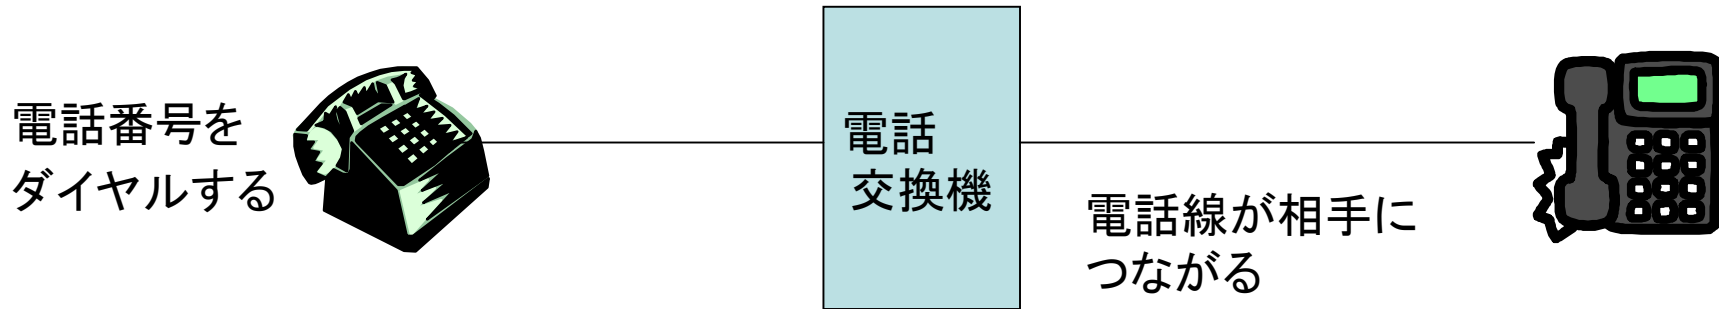 電話番号を
ダイヤルする
電話
交換機
電話線が相手に
つながる